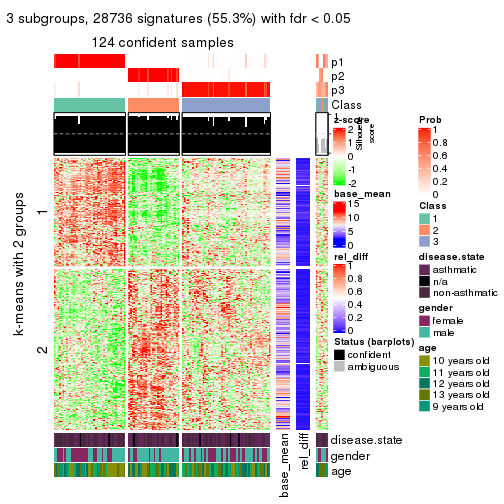 3 subgroups, 28736 signatures (55.3%) with fdr < 0.05
124 confident samples
p1
p2
p3
Class
Silhouette
score
k-means with 2 groups
1
2
z-score
2
1
0
-1
-2
base_mean
15
10
5
0
rel_diff
1
0.8
0.6
0.4
0.2
0
Status (barplots)
confident
ambiguous
Prob
1
0.8
0.6
0.4
0.2
0
Class
1
2
3
disease.state
asthmatic
n/a
non-asthmatic
gender
female
male
age
10 years old
11 years old
12 years old
13 years old
9 years old
disease.state
gender
age
base_mean
rel_diff